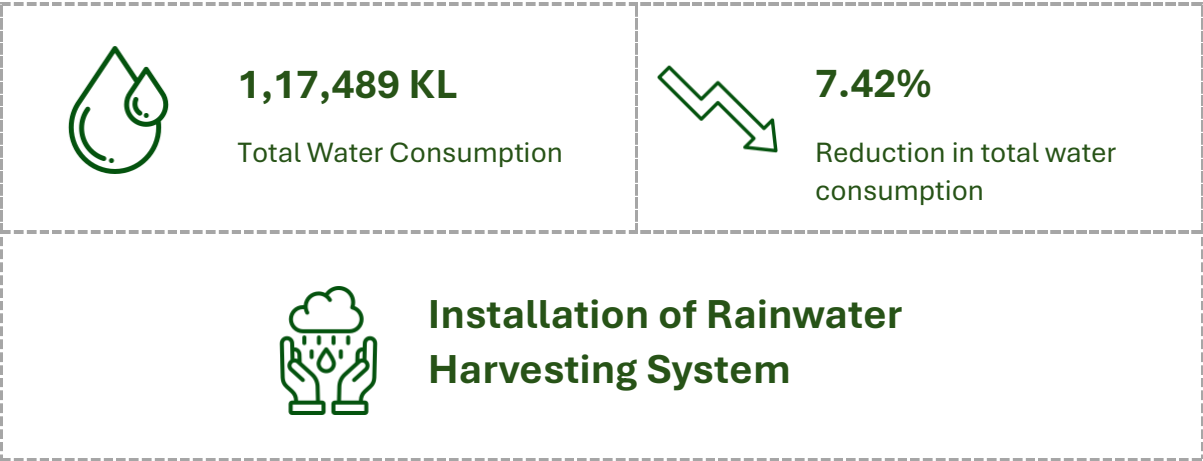 1,17,489 KL
Total Water Consumption
7.42%
Reduction in total water
consumption
Installation of Rainwater
Harvesting System